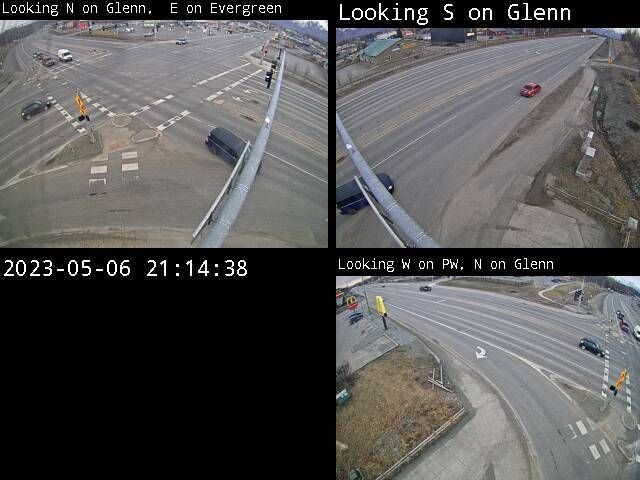 Looking N on Glenn,  E on Evergreen
Looking S on Glenn
2023-05-06 21:14:38
Looking W on PW, N on Glenn